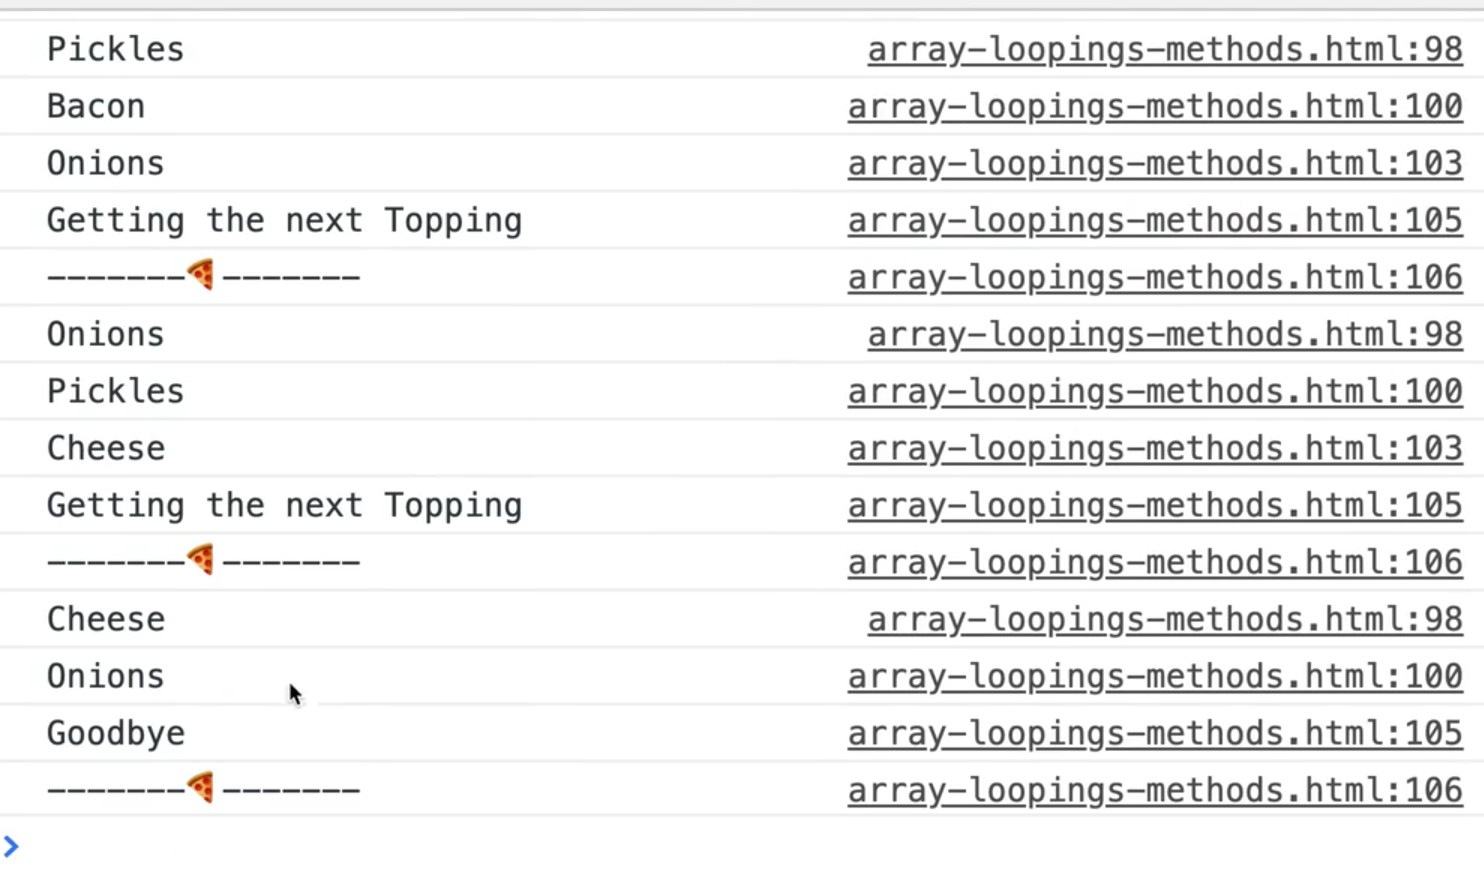 Pickles array-loopings-methods.html:98
Bacon array-loopings-methods.html:100
Onions array-loopings-methods.html:103
Getting the next Topping array-loopings-methods.html:105
-------🍕------- array-loopings-methods.html:106
Onions array-loopings-methods.html:98
Pickles array-loopings-methods.html:100
Cheese array-loopings-methods.html:103
Getting the next Topping array-loopings-methods.html:105
-------🍕------- array-loopings-methods.html:106
Cheese array-loopings-methods.html:98
Onions array-loopings-methods.html:100
Goodbye array-loopings-methods.html:105
-------🍕------- array-loopings-methods.html:106